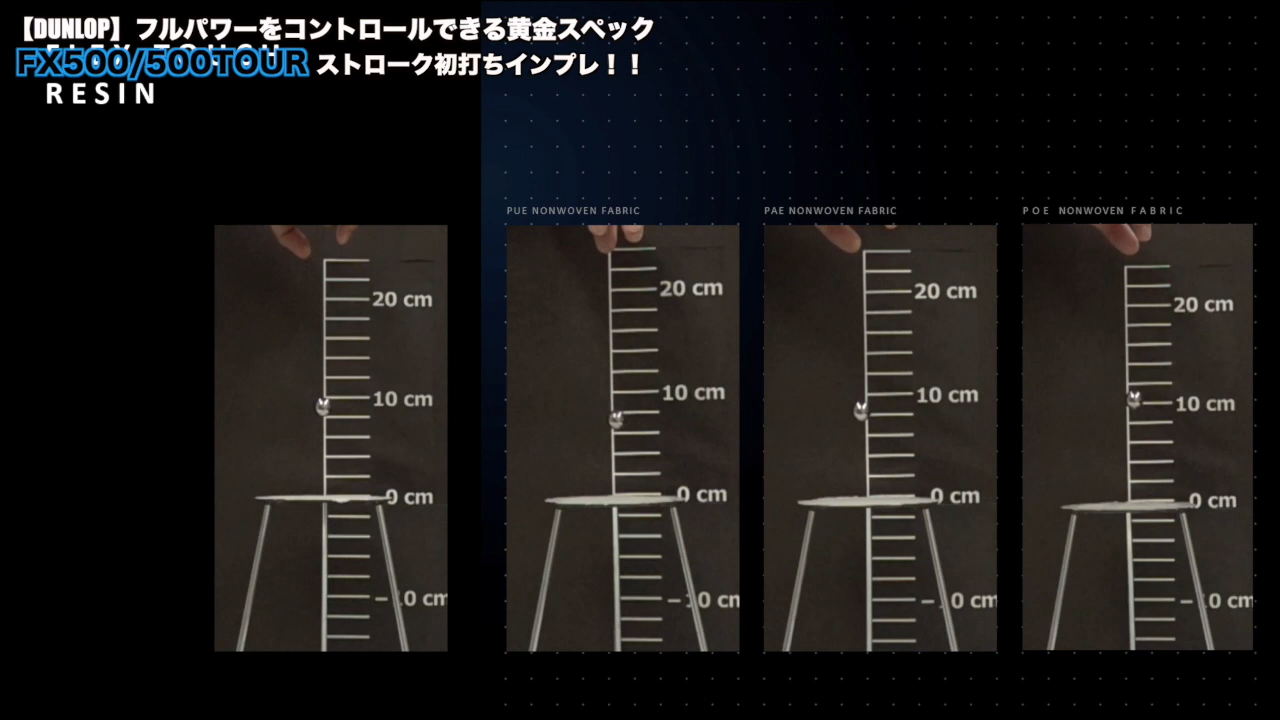 【DUNLOP】フルパワーをコントロールできる黄金スペック
FX500/500TOUR ストローク初打ちインプレ！！
RESIN
PUE NONWOVEN FABRIC
PAE NONWOVEN FABRIC
POE NONWOVEN FABRIC
20 cm
10 cm
0 cm
20 cm
10 cm
0 cm
20 cm
10 cm
0 cm
20 cm
10 cm
0 cm